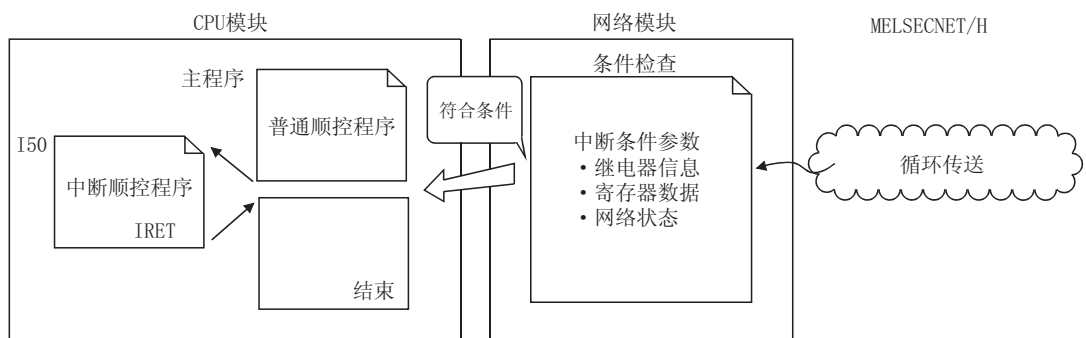 CPU模块
网络模块
MELSECNET/H
主程序
条件检查
符合条件
普通顺控程序
I50
中断顺控程序
IRET
结束
中断条件参数
・继电器信息
・寄存器数据
・网络状态
循环传送